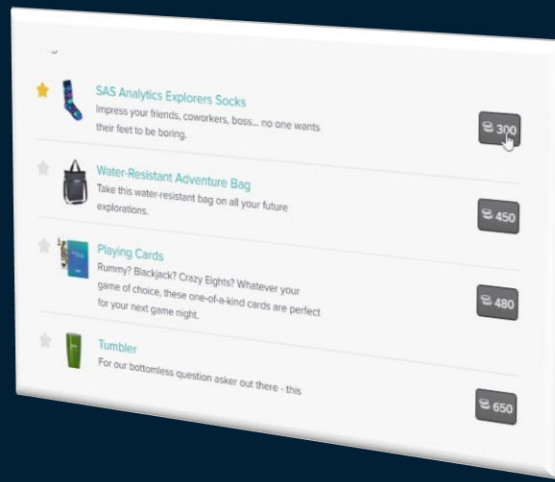 SAS Analytics Explorers Socks
Impress your friends, coworkers, boss... no one wants
their feet to be boring.
300
Water-Resistant Adventure Bag
Take this water-resistant bag on all your future
explorations.
450
Playing Cards
Rummy? Blackjack? Crazy Eights? Whatever your
game of choice, these one-of-a-kind cards are perfect
for your next game night.
480
Tumbler
For our bottomless question asker out there - this
650